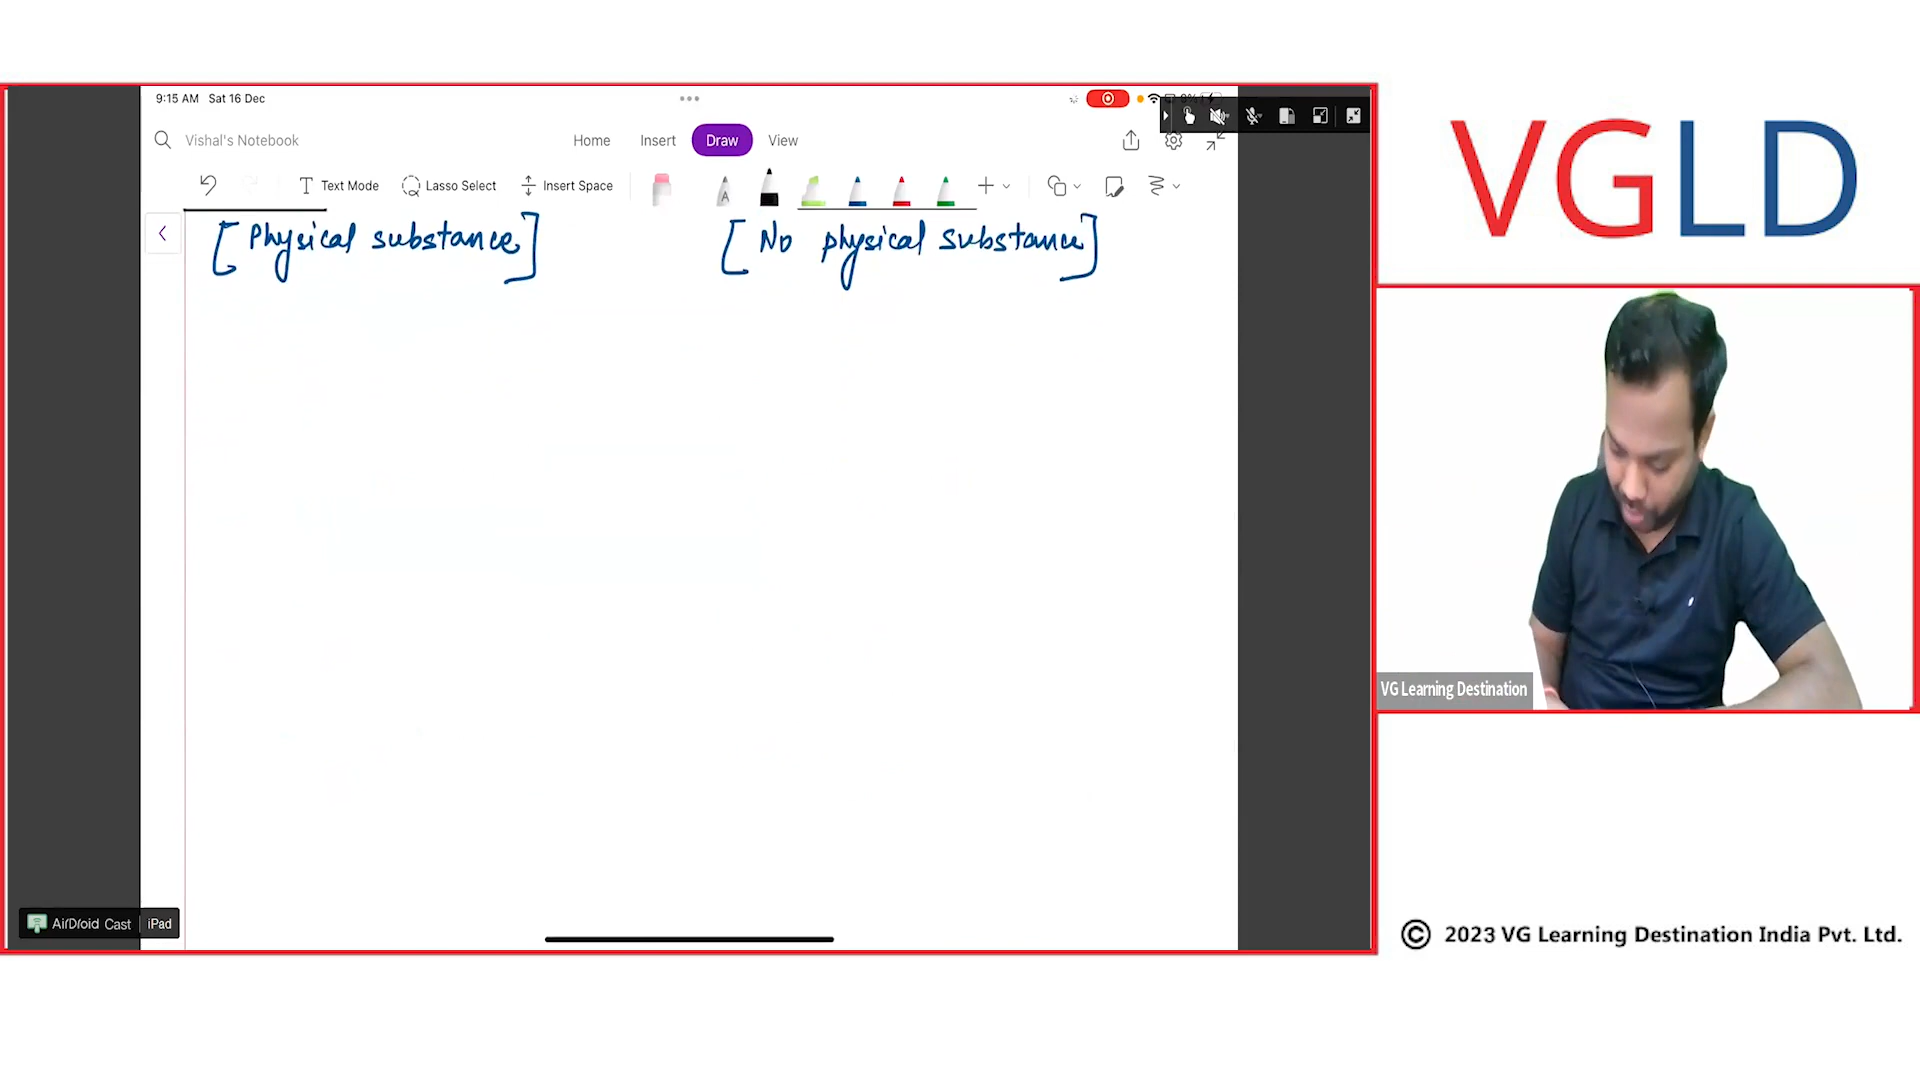 9:15 AM Sat 16 Dec
Vishal's Notebook
Home Insert Draw View
Text Mode Lasso Select Insert Space
[Physical substance] [No physical substance]
VGLD
VG Learning Destination
AirDroid Cast iPad
© 2023 VG Learning Destination India Pvt. Ltd.